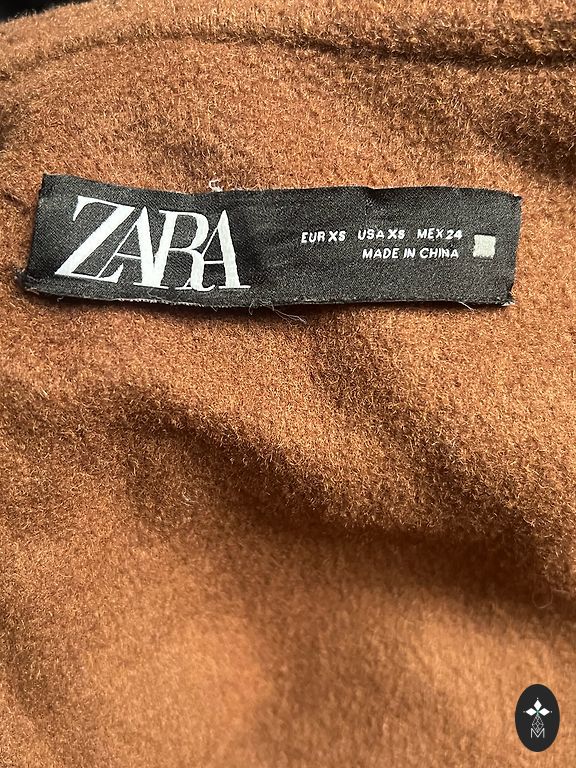 ZARA
EUR XS USA XS MEX 24
MADE IN CHINA
M